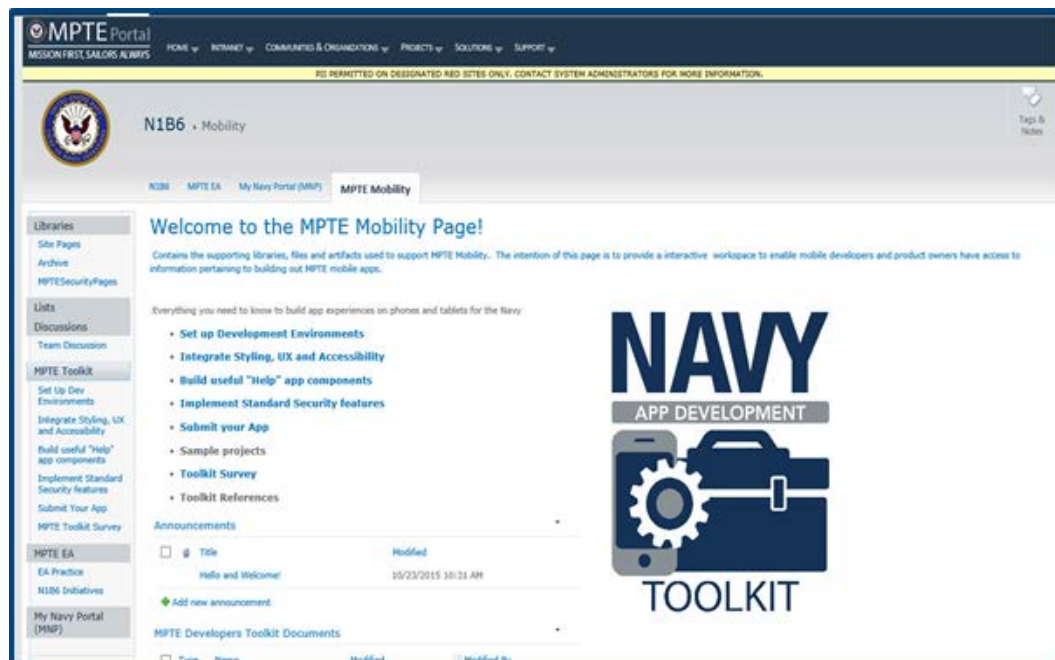 MPTE Portal
MISSION FIRST, SAILORS ALWAYS
HOME INTRANET COMMUNITIES & ORGANIZATIONS PROJECTS SOLUTIONS SUPPORT
PII PERMITTED ON DESIGNATED RED SITES ONLY. CONTACT SYSTEM ADMINISTRATORS FOR MORE INFORMATION.
N1B6 Mobility
Tags &
Notes
N1B6 MPTE EA My Navy Portal (MNP) MPTE Mobility
Libraries
Site Pages
Archive
MPTESecurityPages
Lists
Discussions
Team Discussion
MPTE Toolkit
Set Up Dev
Environments
Integrate Styling, UX
and Accessibility
Build useful "Help"
app components
Implement Standard
Security features
Submit Your App
MPTE Toolkit Survey
MPTE EA
EA Practice
N1B6 Initiatives
My Navy Portal
(MNP)
Welcome to the MPTE Mobility Page!
Contains the supporting libraries, files and artifacts used to support MPTE Mobility. The intention of this page is to provide a interactive workspace to enable mobile developers and product owners have access to
information pertaining to building out MPTE mobile apps.
Everything you need to know to build app experiences on phones and tablets for the Navy
• Set up Development Environments
• Integrate Styling, UX and Accessibility
• Build useful "Help" app components
• Implement Standard Security features
• Submit your App
• Sample projects
• Toolkit Survey
• Toolkit References
Announcements
Title Modified
Hello and Welcome! 10/23/2015 10:31 AM
Add new announcement
MPTE Developers Toolkit Documents
Type Name Modified Modified By
NAVY
APP DEVELOPMENT
TOOLKIT